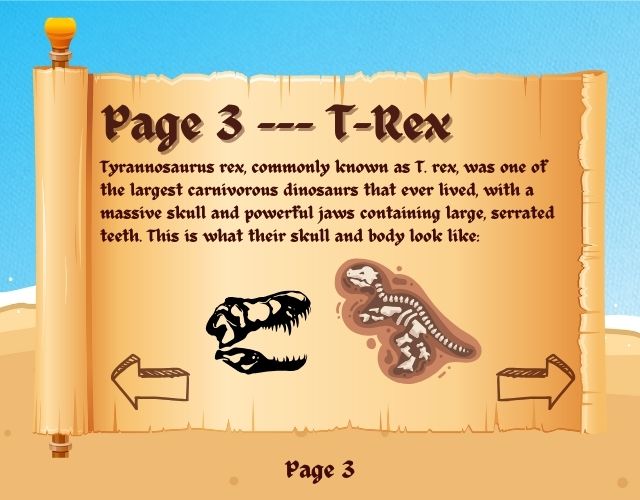 Page 3 --- T-Rex
Tyrannosaurus rex, commonly known as T. rex, was one of
the largest carnivorous dinosaurs that ever lived, with a
massive skull and powerful jaws containing large, serrated
teeth. This is what their skull and body look like:
Page 3